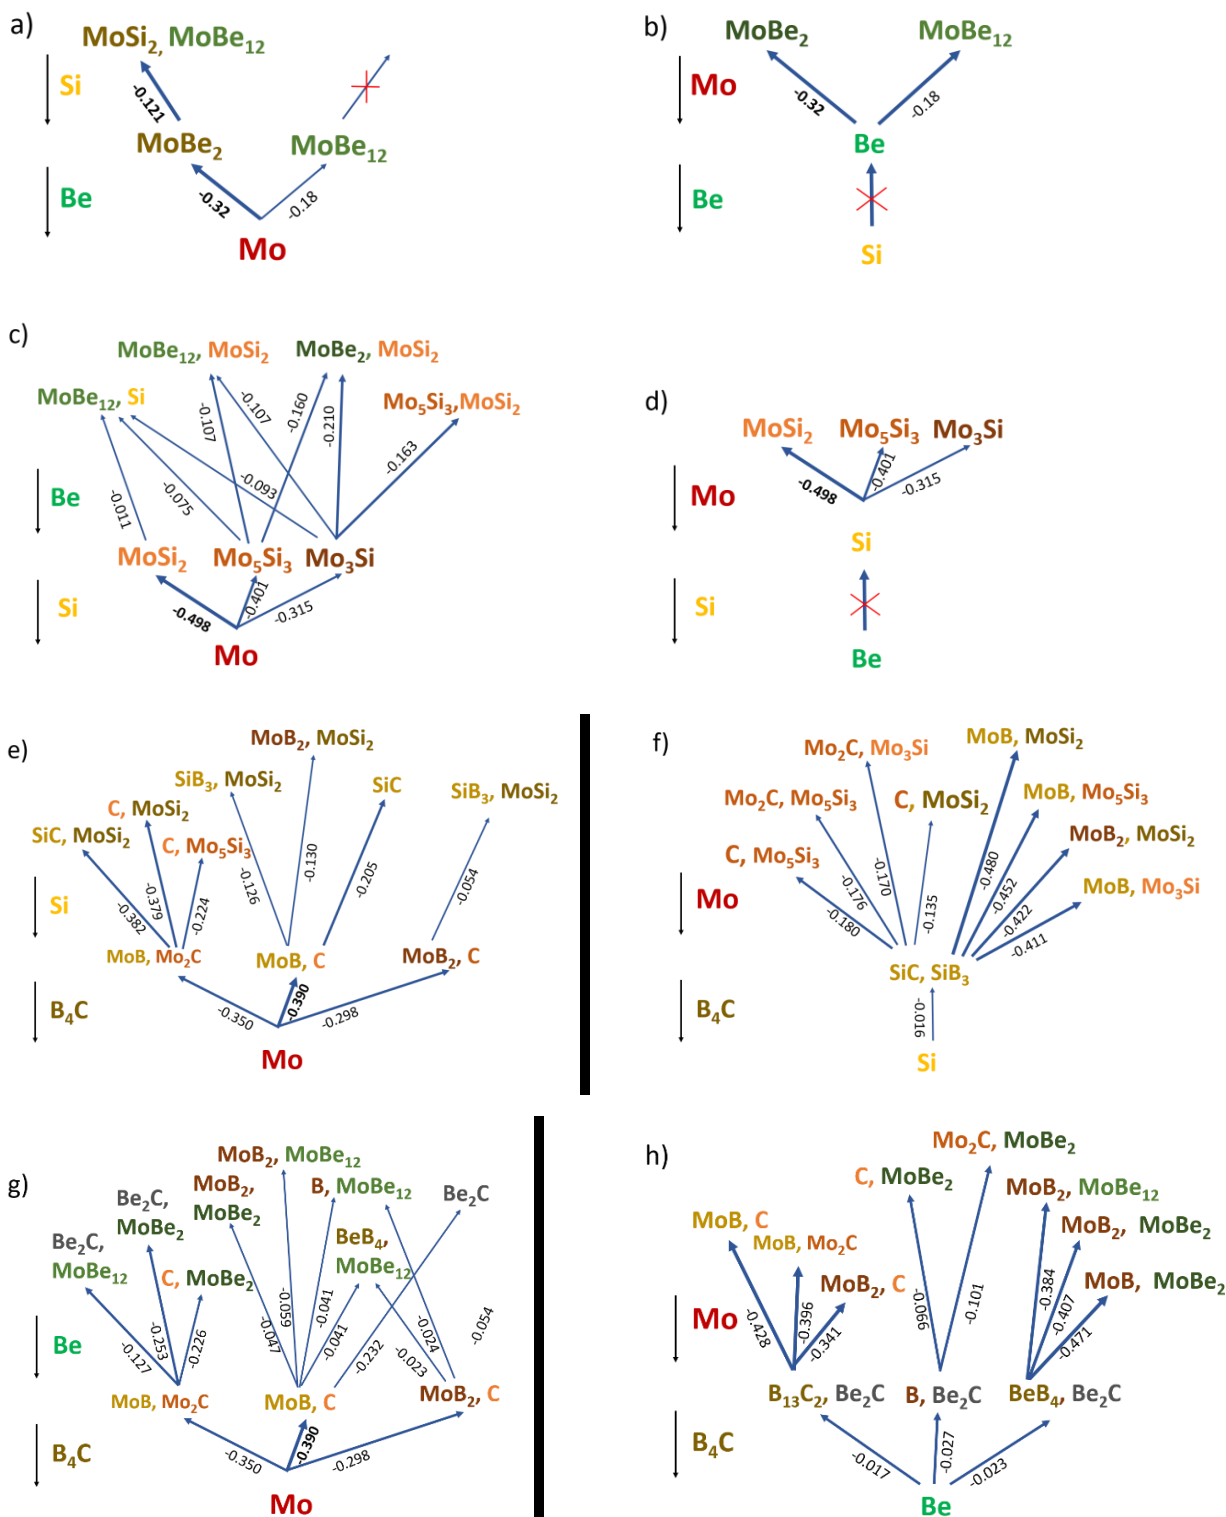 a)
MoSi2, MoBe12
Si
-0.121
MoBe2
MoBe12
Be
-0.32
-0.18
Mo
b)
MoBe2
MoBe12
Mo
-0.32
-0.18
Be
Be
Si
c)
MoBe12, MoSi2
MoBe2, MoSi2
MoBe12, Si
Mo5Si3,MoSi2
-0.107
-0.107
-0.160
-0.210
-0.163
Be
-0.011
-0.075
-0.093
MoSi2
Mo5Si3
Mo3Si
Si
-0.498
-0.401
-0.315
Mo
d)
MoSi2
Mo5Si3
Mo3Si
Mo
-0.498
-0.401
-0.315
Si
Si
Be
e)
MoB2, MoSi2
SiB3, MoSi2
SiC
SiB3, MoSi2
C, MoSi2
SiC, MoSi2
C, Mo5Si3
Si
-0.382
-0.379
-0.224
-0.126
-0.130
-0.205
-0.054
MoB, Mo2C
MoB, C
MoB2, C
B4C
-0.350
-0.390
-0.298
Mo
f)
Mo2C, Mo3Si
MoB, MoSi2
Mo2C, Mo5Si3
C, MoSi2
MoB, Mo5Si3
C, Mo5Si3
MoB2, MoSi2
MoB, Mo3Si
Mo
-0.180
-0.176
-0.170
-0.135
-0.480
-0.452
-0.422
-0.411
SiC, SiB3
B4C
-0.016
Si
g)
MoB2, MoBe12
MoB2,
MoBe2
B, MoBe12
Be2C
Be2C,
MoBe2
Be2C,
MoBe12
C, MoBe2
BeB4,
MoBe12
Be
-0.127
-0.253
-0.226
-0.047
-0.059
-0.041
-0.041
-0.232
-0.023
-0.024
-0.054
MoB, Mo2C
MoB, C
MoB2, C
B4C
-0.350
-0.390
-0.298
Mo
h)
Mo2C, MoBe2
C, MoBe2
MoB2, MoBe12
MoB, C
MoB, Mo2C
MoB2, MoBe2
MoB2, C
MoB, MoBe2
Mo
-0.428
-0.396
-0.341
-0.066
-0.101
-0.384
-0.407
-0.471
B13C2, Be2C
B, Be2C
BeB4, Be2C
B4C
-0.017
-0.027
-0.023
Be